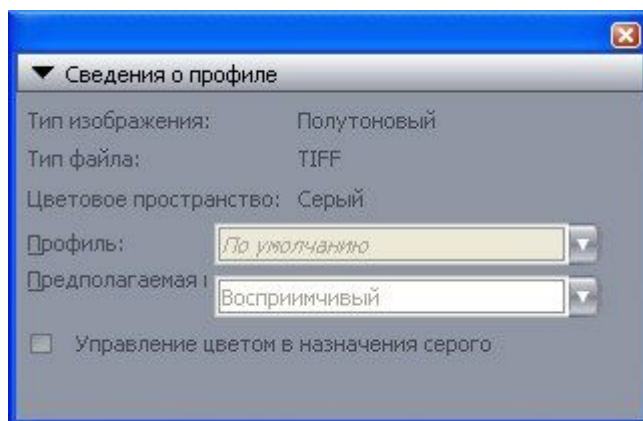 Сведения о профиле
Тип изображения: Полутоновый
Тип файла: TIFF
Цветовое пространство: Серый
Профиль: По умолчанию
Предполагаемая Восприимчивый
Управление цветом в назначения серого